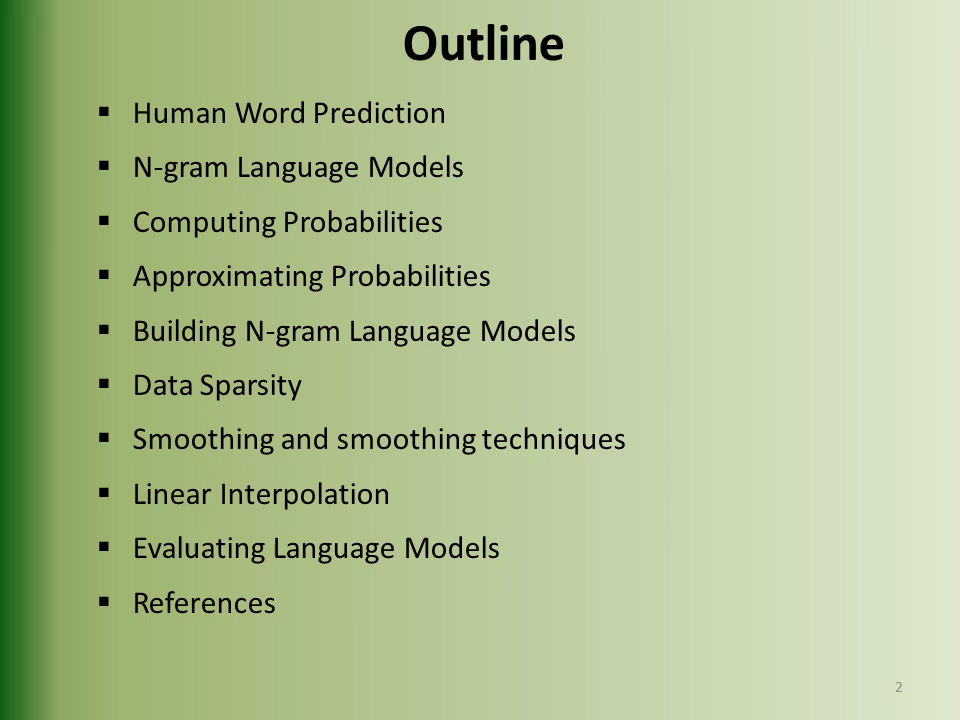 Outline
▪ Human Word Prediction
▪ N-gram Language Models
▪ Computing Probabilities
▪ Approximating Probabilities
▪ Building N-gram Language Models
▪ Data Sparsity
▪ Smoothing and smoothing techniques
▪ Linear Interpolation
▪ Evaluating Language Models
▪ References
2